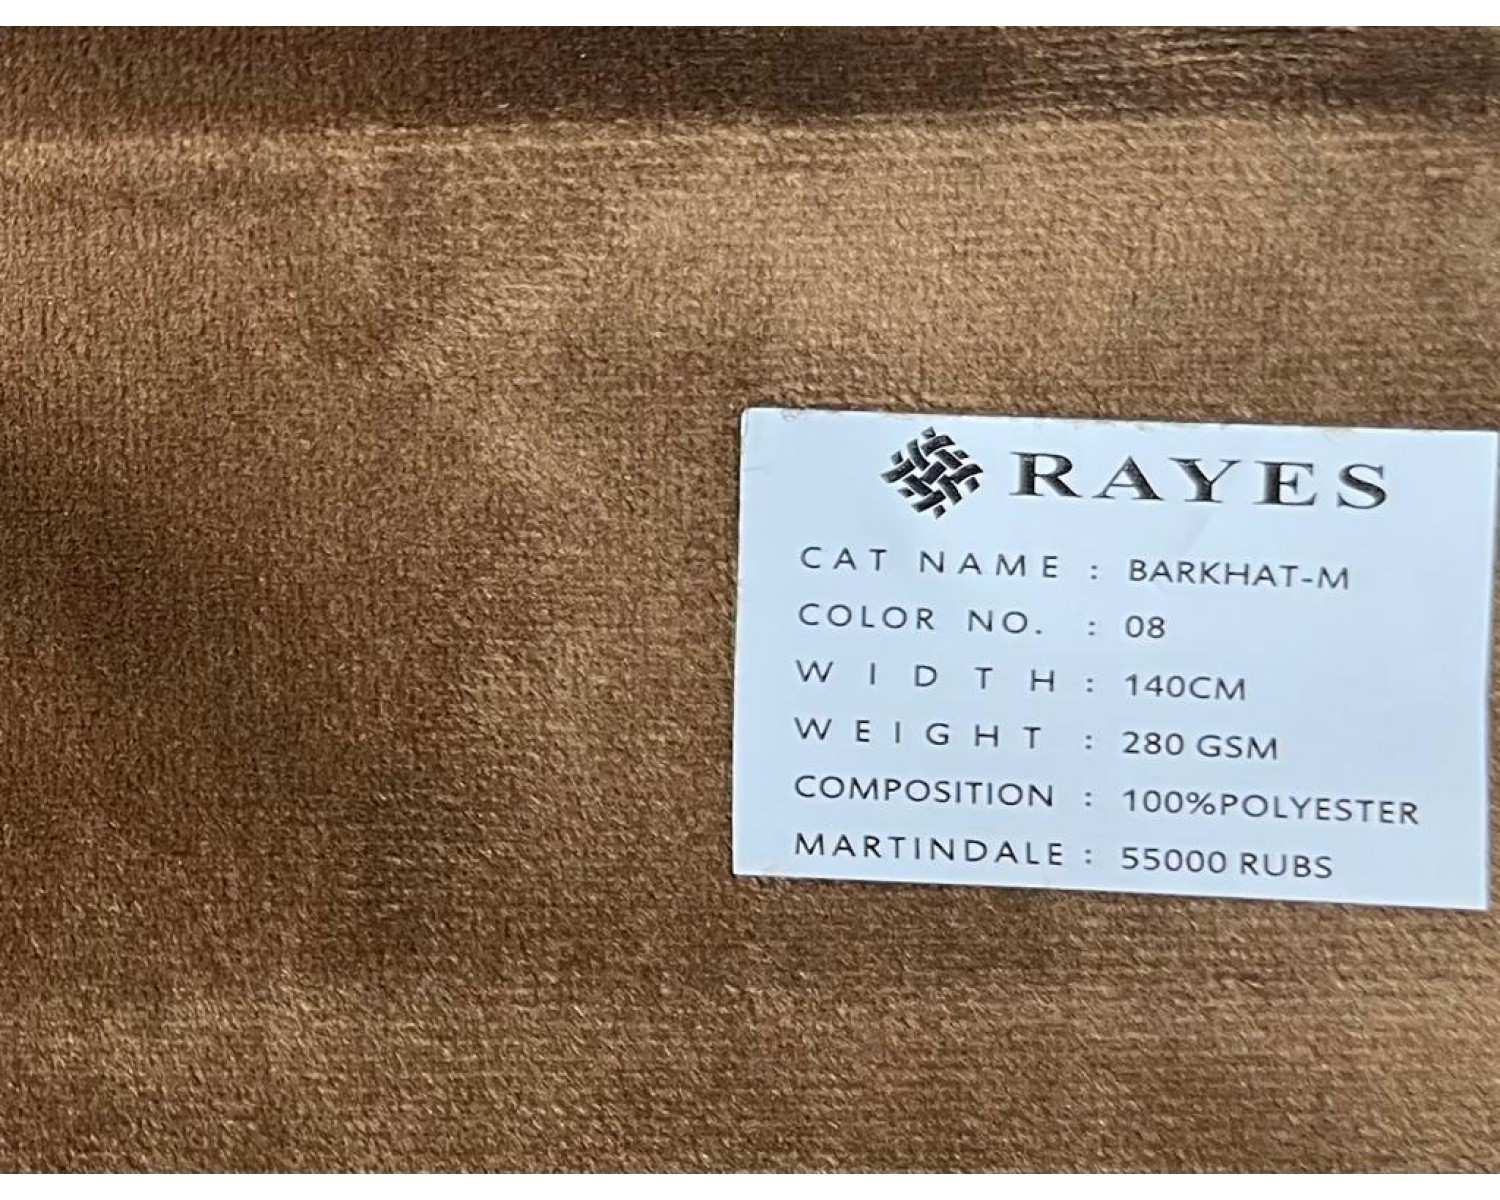 RAYES
CAT NAME : BARKHAT-M
COLOR NO. : 08
WIDTH : 140CM
WEIGHT : 280 GSM
COMPOSITION : 100%POLYESTER
MARTINDALE : 55000 RUBS